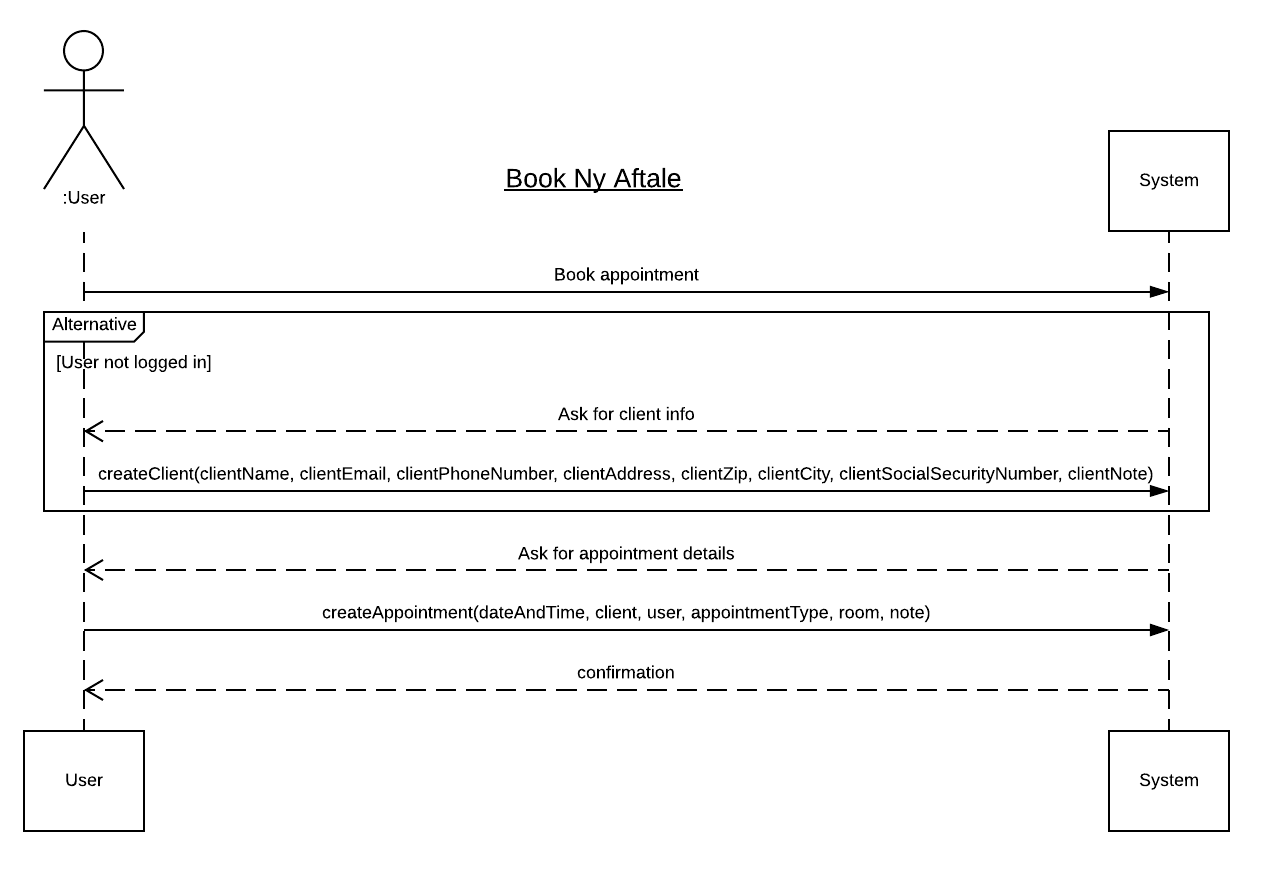 :User
Book Ny Aftale
System
Book appointment
Alternative
[User not logged in]
Ask for client info
createClient(clientName, clientEmail, clientPhoneNumber, clientAddress, clientZip, clientCity, clientSocialSecurityNumber, clientNote)
Ask for appointment details
createAppointment(dateAndTime, client, user, appointmentType, room, note)
confirmation
User
System